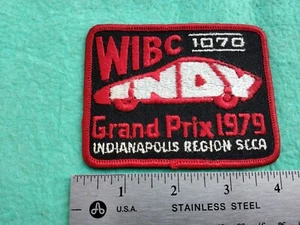 WIBC 1070
INDY
Grand Prix 1979
INDIANAPOLIS REGION SCCA
1 2 3 4
U.S.A. STAINLESS STEEL